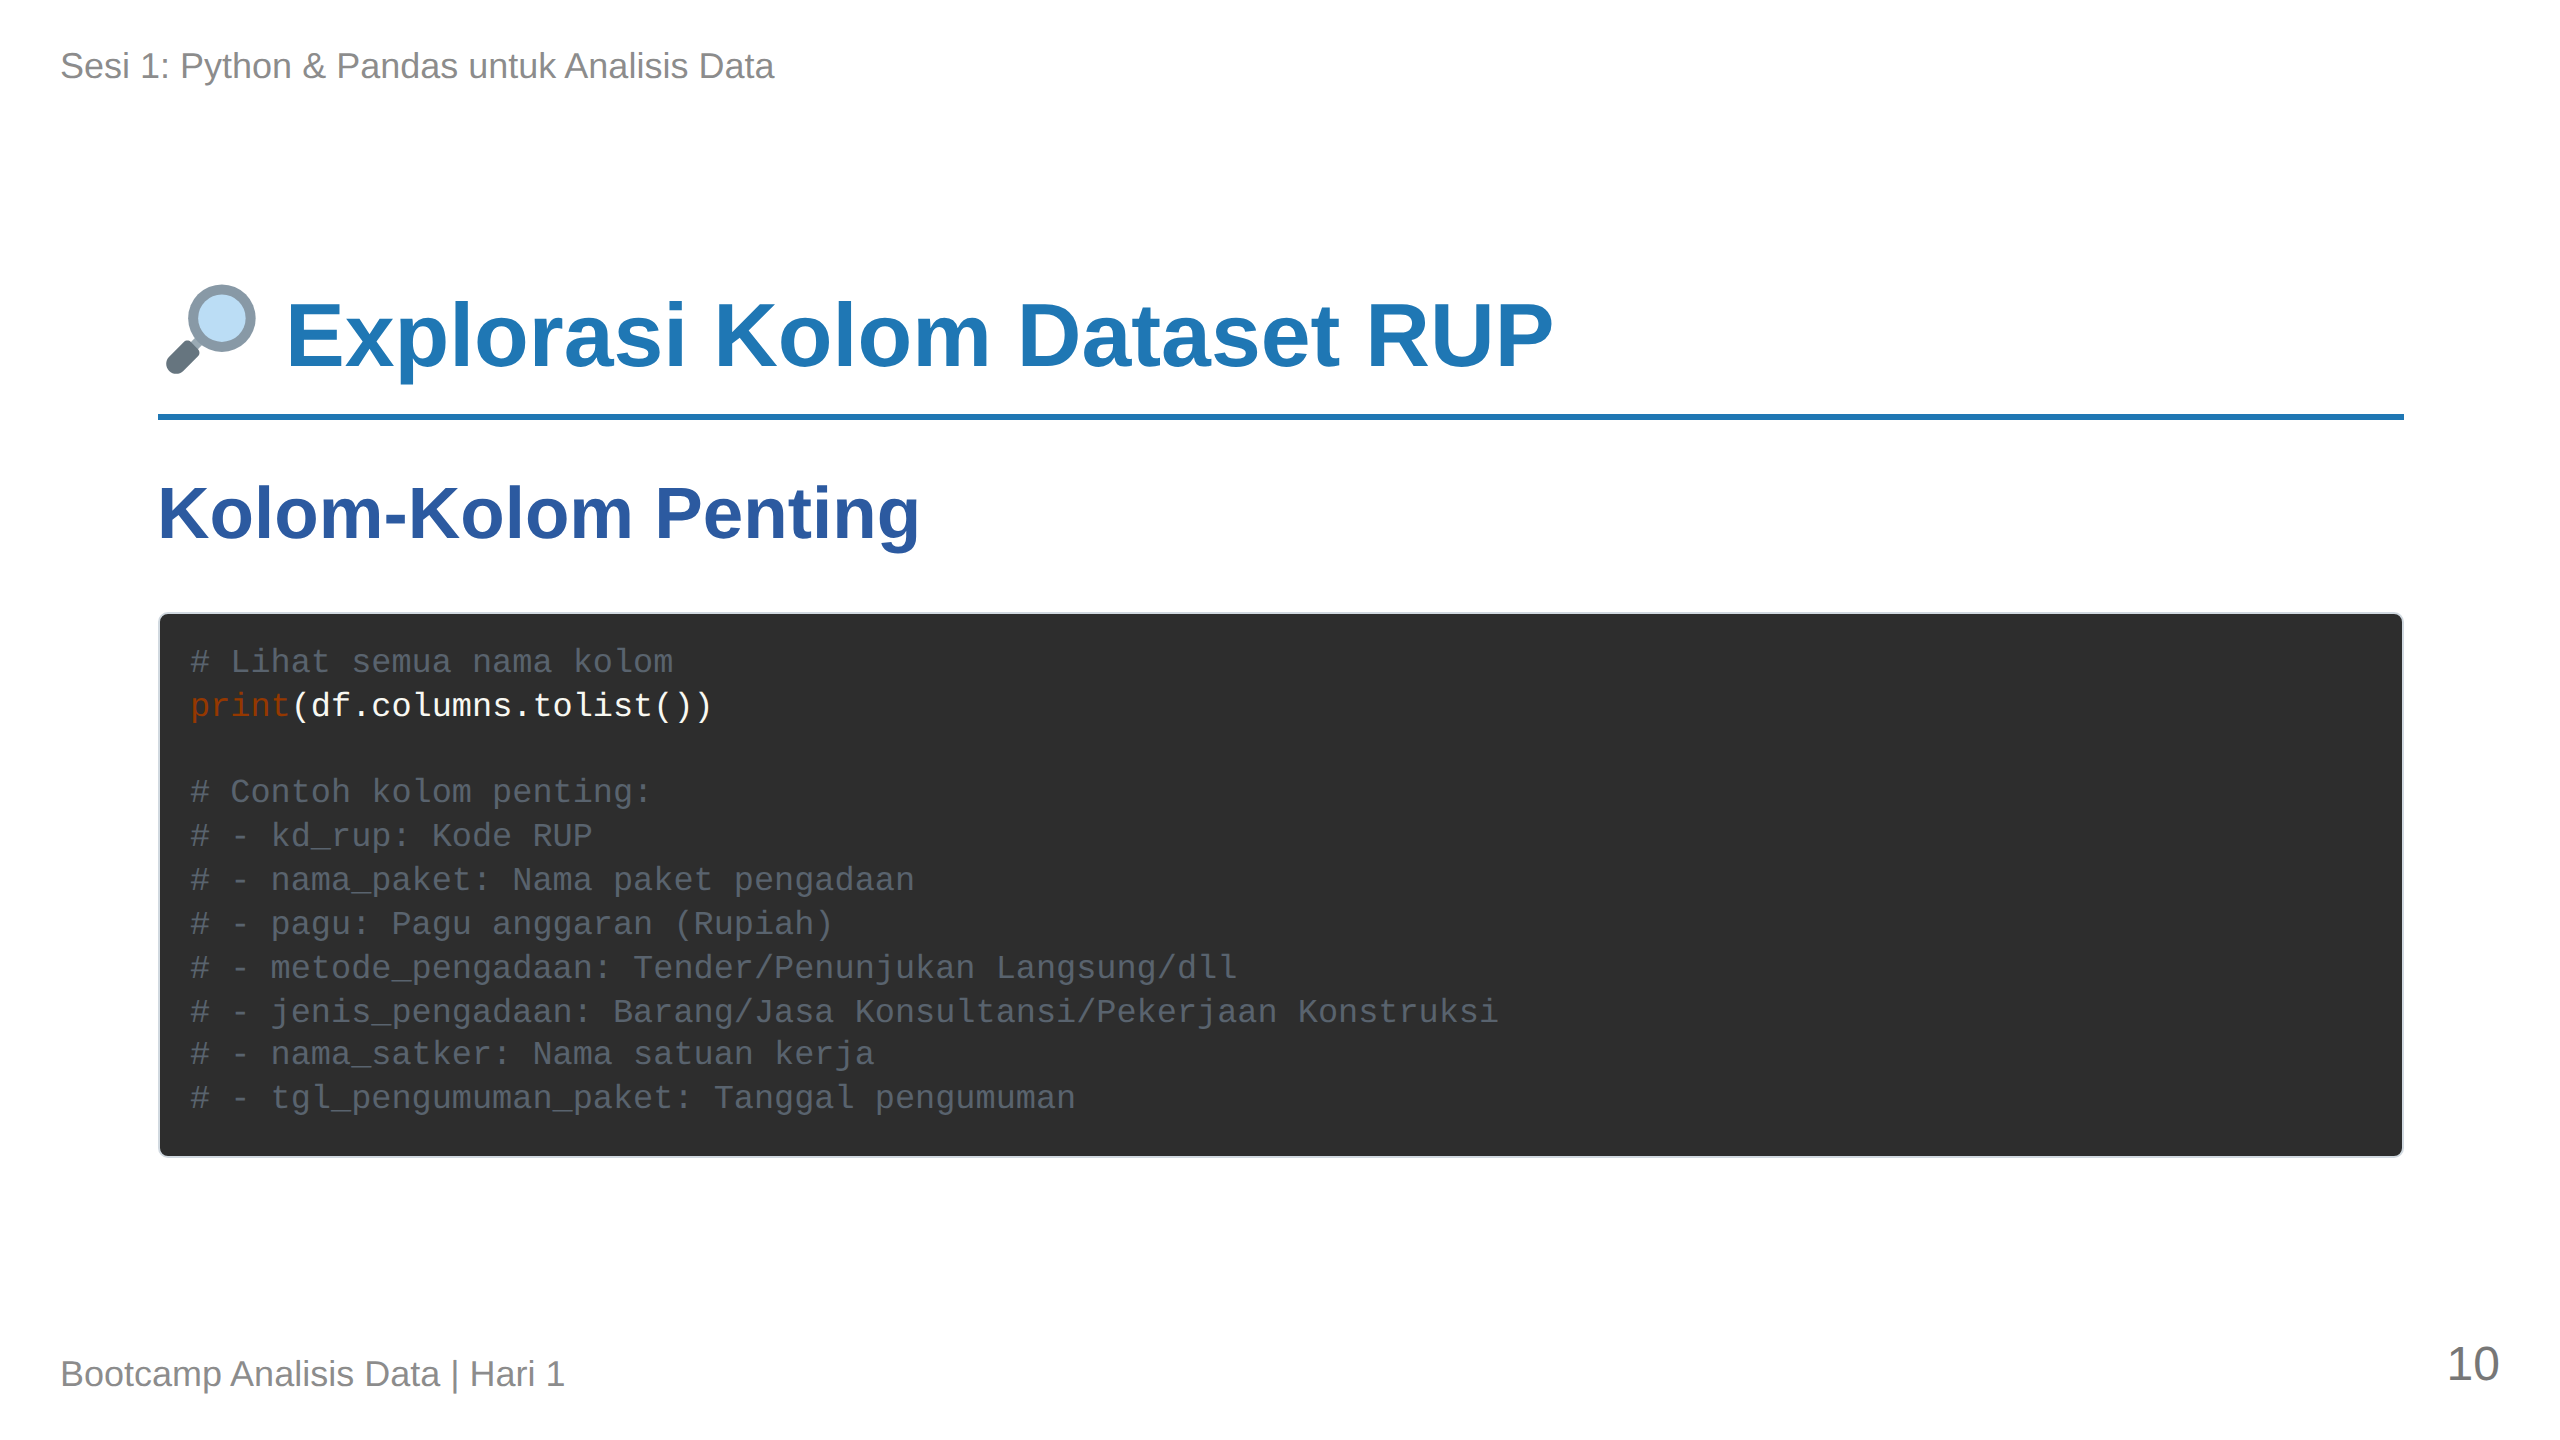 Sesi 1: Python & Pandas untuk Analisis Data
Explorasi Kolom Dataset RUP
Kolom-Kolom Penting
# Lihat semua nama kolom
print(df.columns.tolist())
# Contoh kolom penting:
# - kd_rup: Kode RUP
# - nama_paket: Nama paket pengadaan
# - pagu: Pagu anggaran (Rupiah)
# - metode_pengadaan: Tender/Penunjukan Langsung/dll
# - jenis_pengadaan: Barang/Jasa Konsultansi/Pekerjaan Konstruksi
# - nama_satker: Nama satuan kerja
# - tgl_pengumuman_paket: Tanggal pengumuman
Bootcamp Analisis Data | Hari 1
10